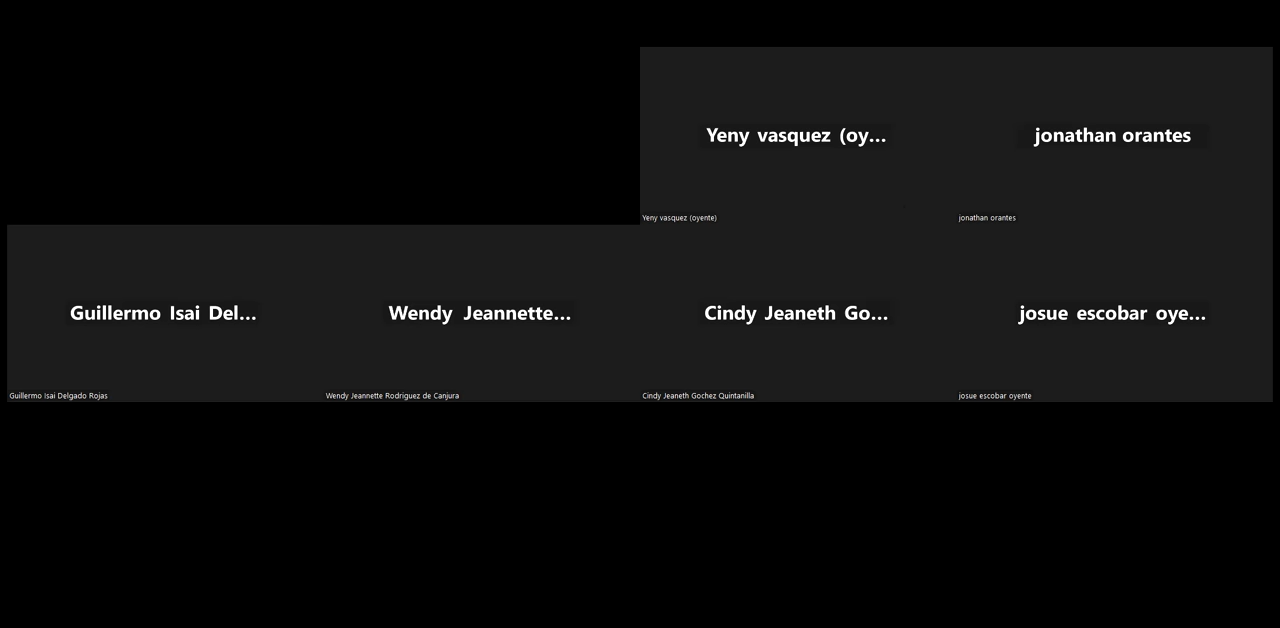 Yeny vasquez (oy...
jonathan orantes
Yeny vasquez (oyente)
jonathan orantes
Guillermo Isai Del...
Wendy Jeannette...
Cindy Jeaneth Go...
josue escobar oye...
Guillermo Isai Delgado Rojas
Wendy Jeannette Rodriguez de Canjura
Cindy Jeaneth Gochez Quintanilla
josue escobar oyente